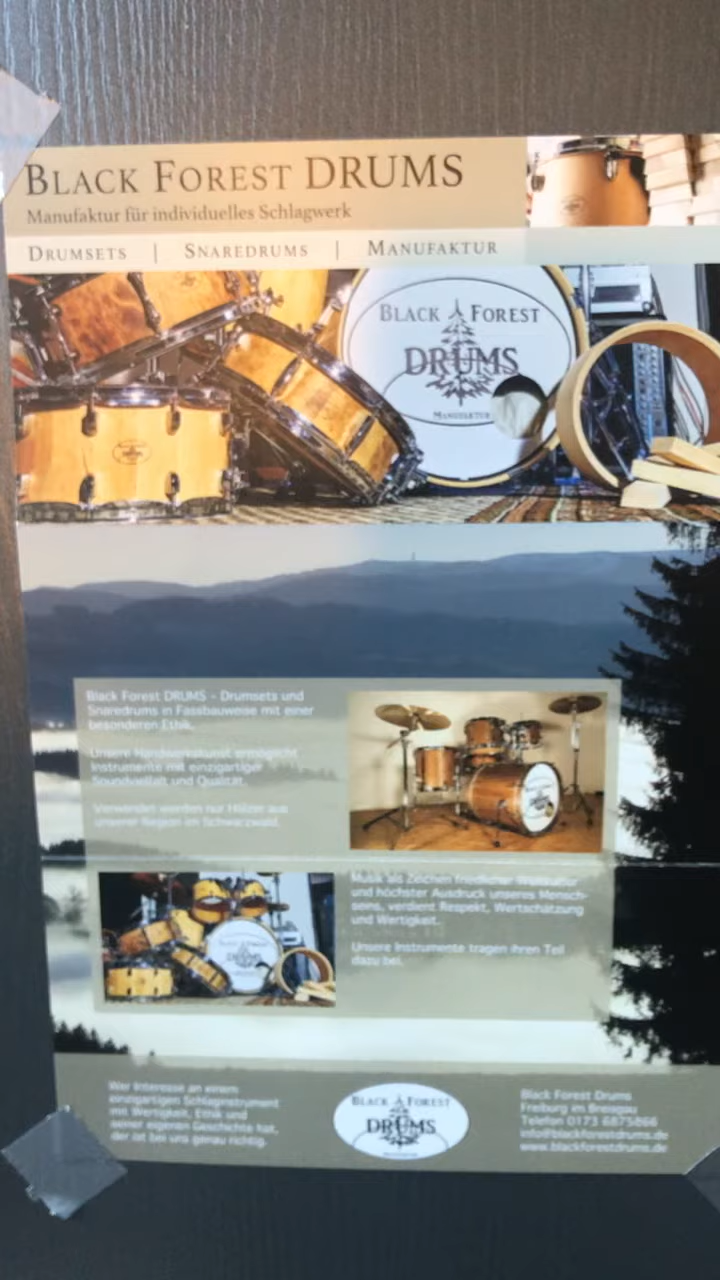 BLACK FOREST DRUMS
Manufaktur für individuelles Schlagwerk
DRUMSETS | SNAREDRUMS | MANUFAKTUR
BLACK FOREST
DRUMS
MANUFAKTUR
Black Forest DRUMS - Drumsets und
Snaredrums in Fassbauweise mit einer
besonderen Ethik.
Unsere Handwerkskunst ermöglicht
Instrumente mit einzigartiger
Soundvielfalt und Qualität.
Verwendet werden nur Hölzer aus
unserer Region im Schwarzwald.
Musik als Zeichen friedlicher
und höchster Ausdruck unseres Mensch-
seins, verdient Respekt, Wertschätzung
und Wertigkeit.
Unsere Instrumente tragen ihren Teil
dazu bei.
Wer Interesse an einem
einzigartigen Schlaginstrument
mit Wertigkeit, Ethik und
seiner eigenen Geschichte hat,
der ist bei uns genau richtig.
BLACK FOREST
DRUMS
Black Forest Drums
Freiburg im Breisgau
Telefon 0173 6875866
info@blackforestdrums.de
www.blackforestdrums.de